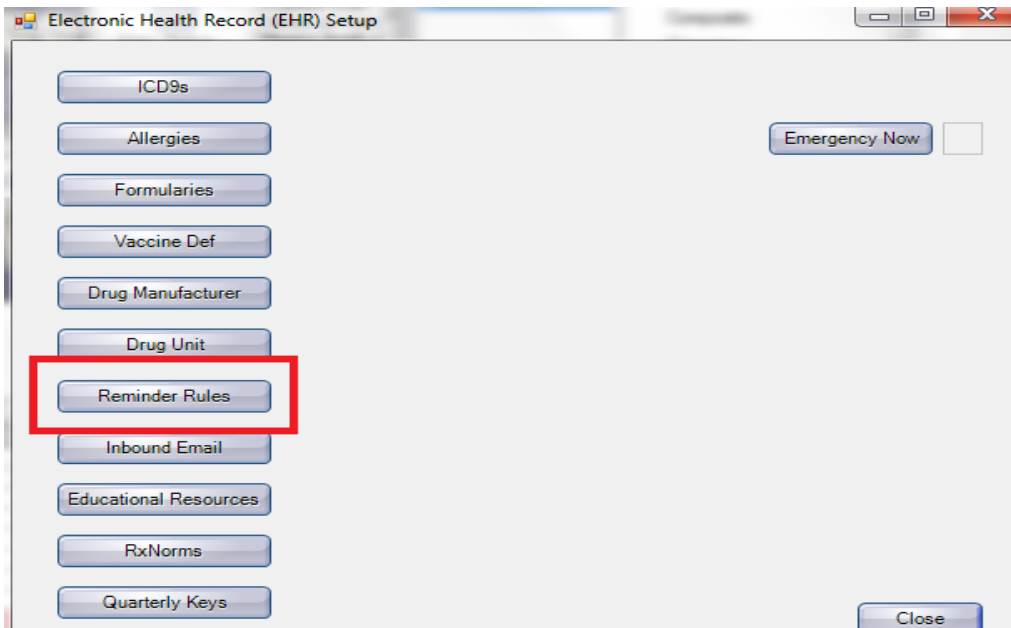 Electronic Health Record (EHR) Setup
ICD9s
Allergies
Emergency Now
Formularies
Vaccine Def
Drug Manufacturer
Drug Unit
Reminder Rules
Inbound Email
Educational Resources
RxNorms
Quarterly Keys
Close